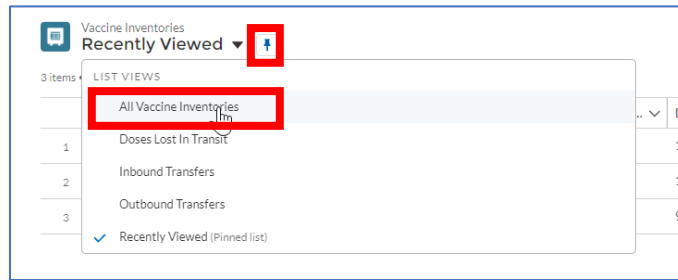 Vaccine Inventories
Recently Viewed
3 items •
LIST VIEWS
All Vaccine Inventories
Doses Lost In Transit
Inbound Transfers
Outbound Transfers
Recently Viewed (Pinned list)
1
2
3